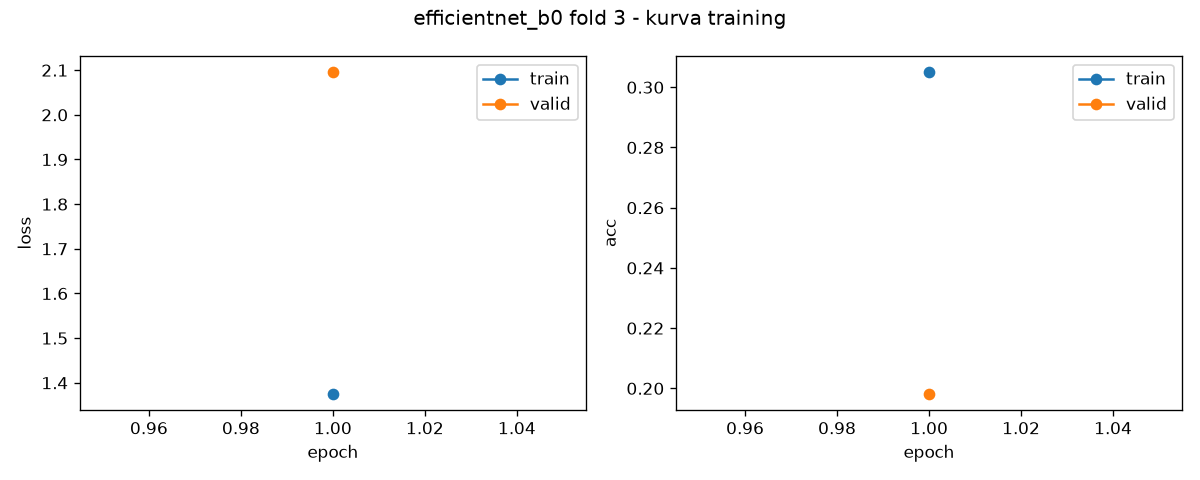 efficientnet_b0 fold 3 - kurva training
2.1
2.0
1.9
1.8
1.7
1.6
1.5
1.4
loss
0.96 0.98 1.00 1.02 1.04
epoch
train
valid
0.30
0.28
0.26
0.24
0.22
0.20
acc
0.96 0.98 1.00 1.02 1.04
epoch
train
valid